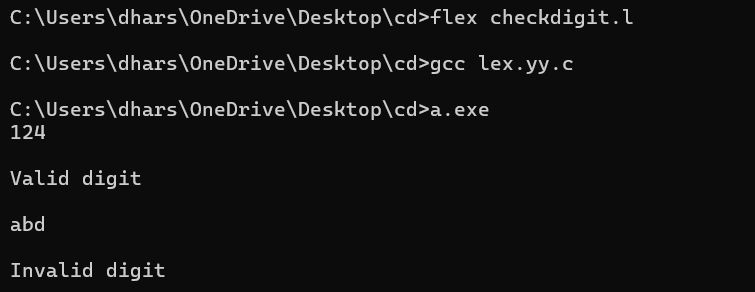 C:\Users\dhars\OneDrive\Desktop\cd>flex checkdigit.l
C:\Users\dhars\OneDrive\Desktop\cd>gcc lex.yy.c
C:\Users\dhars\OneDrive\Desktop\cd>a.exe
124
Valid digit
abd
Invalid digit